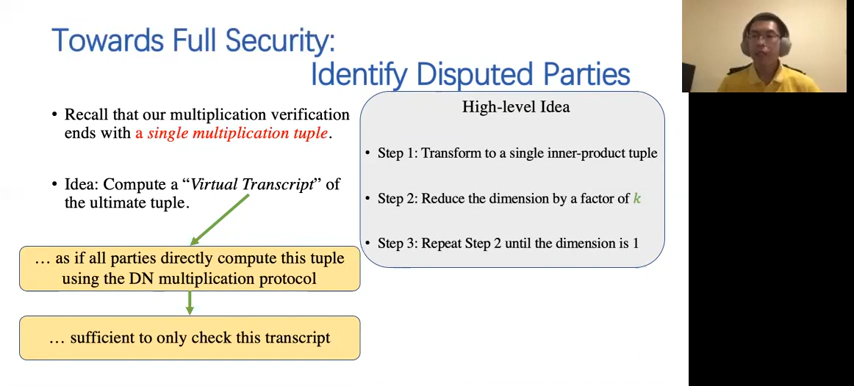 Towards Full Security:
Identify Disputed Parties
• Recall that our multiplication verification
ends with a single multiplication tuple.
• Idea: Compute a “Virtual Transcript” of
the ultimate tuple.
… as if all parties directly compute this tuple
using the DN multiplication protocol
… sufficient to only check this transcript
High-level Idea
• Step 1: Transform to a single inner-product tuple
• Step 2: Reduce the dimension by a factor of k
• Step 3: Repeat Step 2 until the dimension is 1